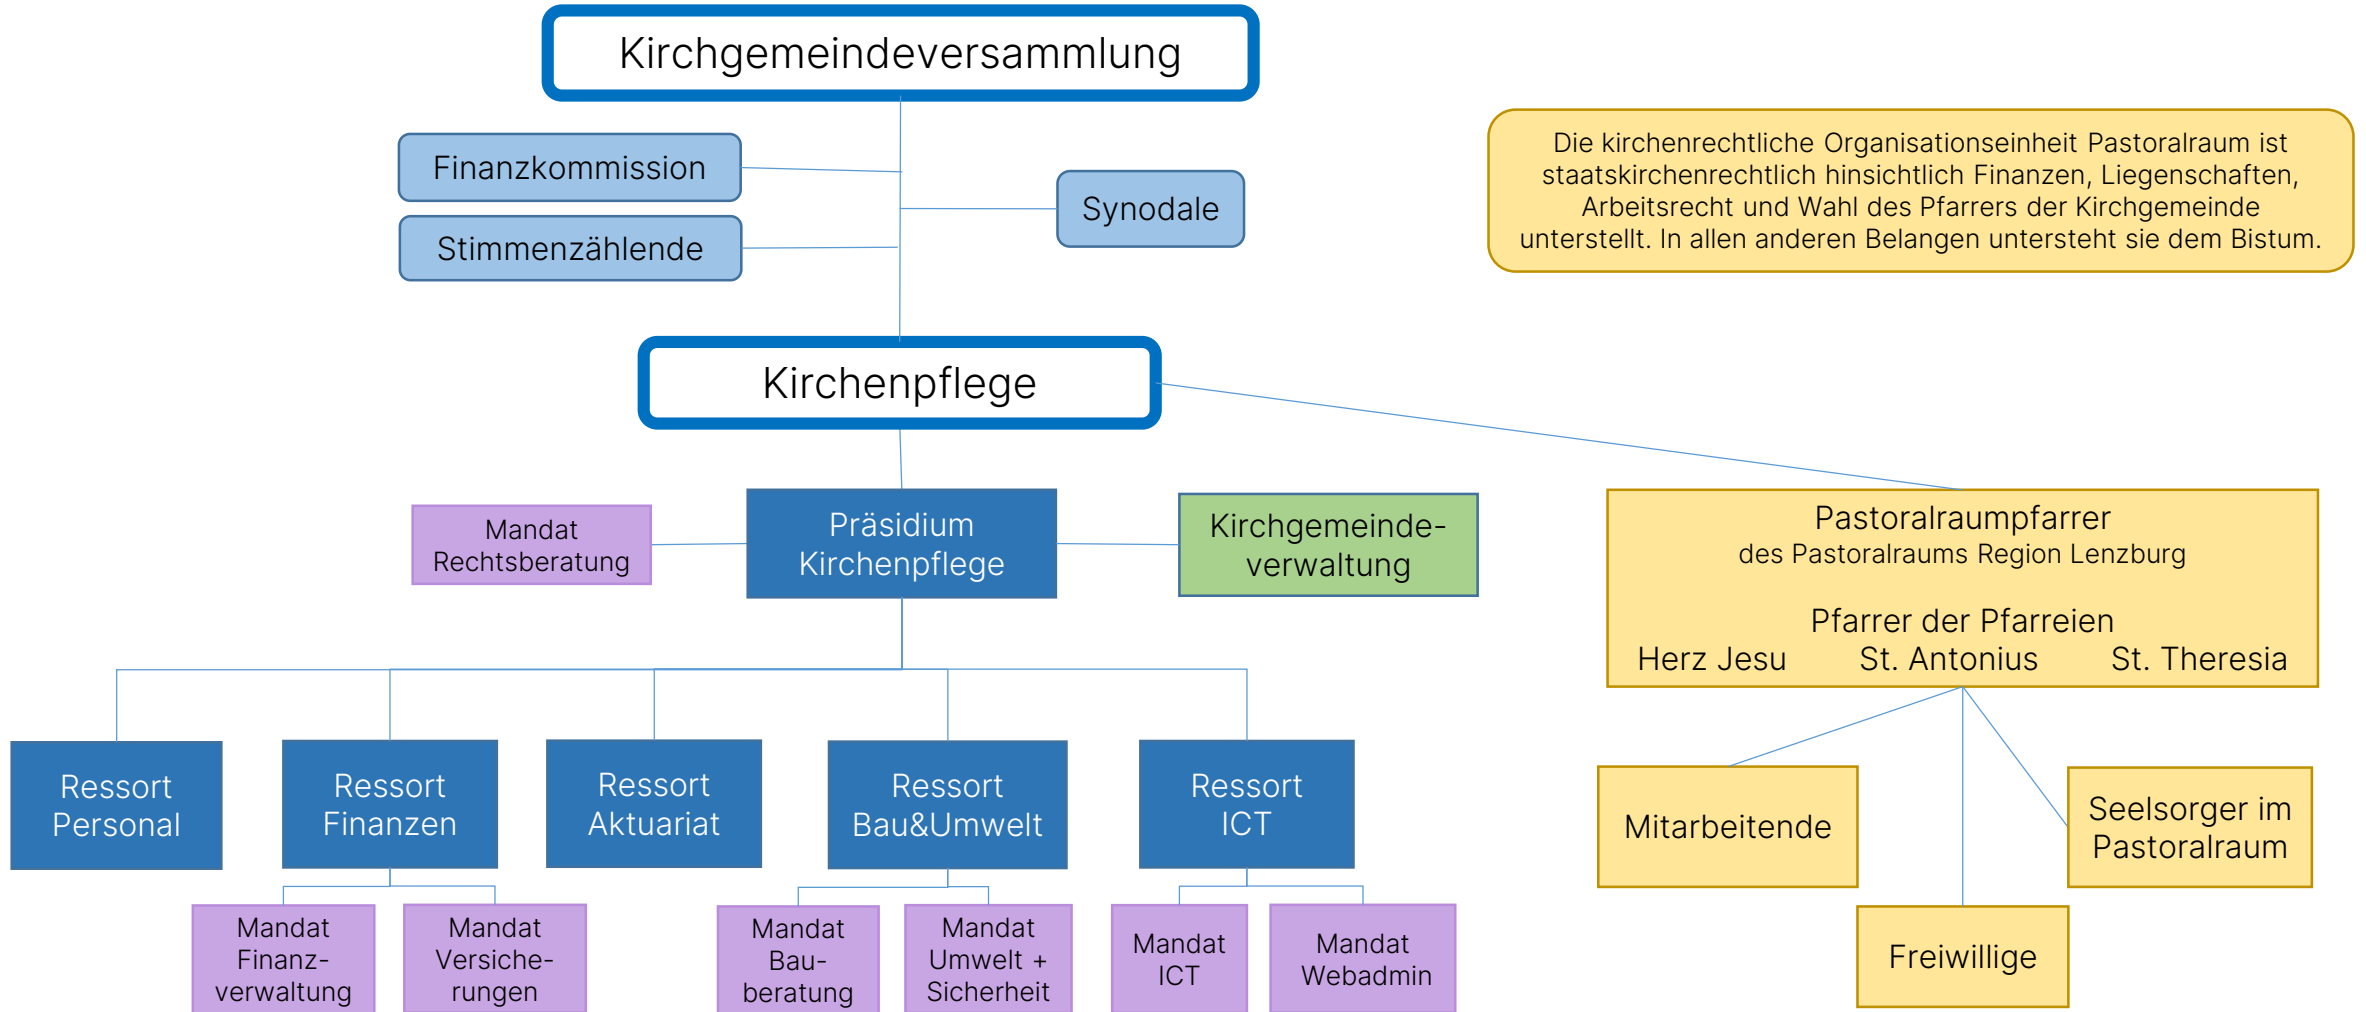 Kirchgemeindeversammlung
Finanzkommission
Stimmenzählende
Synodale
Die kirchenrechtliche Organisationseinheit Pastoralraum ist
staatskirchenrechtlich hinsichtlich Finanzen, Liegenschaften,
Arbeitsrecht und Wahl des Pfarrers der Kirchgemeinde
unterstellt. In allen anderen Belangen untersteht sie dem Bistum.
Kirchenpflege
Mandat
Rechtsberatung
Präsidium
Kirchenpflege
Kirchgemeinde-
verwaltung
Pastoralraumpfarrer
des Pastoralraums Region Lenzburg
Pfarrer der Pfarreien
Herz Jesu St. Antonius St. Theresia
Ressort
Personal
Ressort
Finanzen
Ressort
Aktuariat
Ressort
Bau&Umwelt
Ressort
ICT
Mitarbeitende
Seelsorger im
Pastoralraum
Freiwillige
Mandat
Finanz-
verwaltung
Mandat
Versiche-
rungen
Mandat
Bau-
beratung
Mandat
Umwelt +
Sicherheit
Mandat
ICT
Mandat
Webadmin